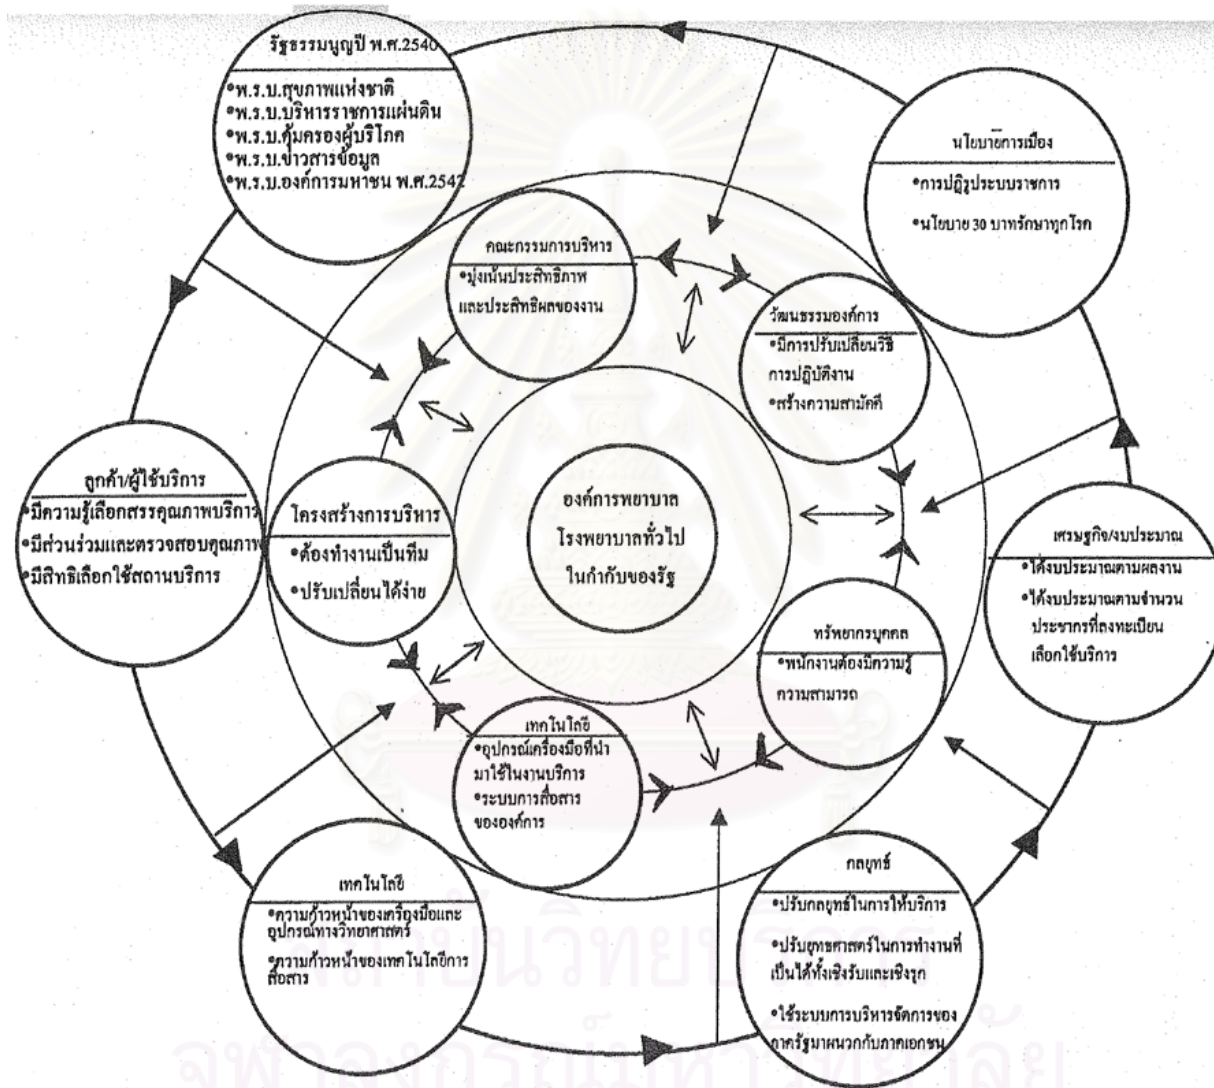 รัฐธรรมนูญปี พ.ศ.2540
•พ.ร.บ.สุขภาพแห่งชาติ
•พ.ร.บ.บริหารราชการแผ่นดิน
•พ.ร.บ.คุ้มครองผู้บริโภค
•พ.ร.บ.ข่าวสารข้อมูล
•พ.ร.บ.องค์การมหาชน พ.ศ.2542
นโยบายการเมือง
•การปฏิรูประบบราชการ
•นโยบาย 30 บาทรักษาทุกโรค
คณะกรรมการบริหาร
•มุ่งเน้นประสิทธิภาพ
และประสิทธิผลของงาน
วัฒนธรรมองค์การ
•มีการปรับเปลี่ยนวิธี
การปฏิบัติงาน
•สร้างความสามัคคี
ลูกค้า/ผู้ใช้บริการ
•มีความรู้เลือกสรรคุณภาพบริการ
•มีส่วนร่วมและตรวจสอบคุณภาพ
•มีสิทธิเลือกใช้สถานบริการ
โครงสร้างการบริหาร
•ต้องทำงานเป็นทีม
•ปรับเปลี่ยนได้ง่าย
องค์การพยาบาล
โรงพยาบาลทั่วไป
ในกำกับของรัฐ
เศรษฐกิจ/งบประมาณ
•ได้งบประมาณตามผลงาน
•ได้งบประมาณตามจำนวน
ประชากรที่ลงทะเบียน
เลือกใช้บริการ
ทรัพยากรบุคคล
•พนักงานต้องมีความรู้
ความสามารถ
เทคโนโลยี
•อุปกรณ์เครื่องมือที่นำ
มาใช้ในงานบริการ
•ระบบการสื่อสาร
ขององค์การ
เทคโนโลยี
•ความก้าวหน้าของเครื่องมือและ
อุปกรณ์ทางวิทยาศาสตร์
•ความก้าวหน้าของเทคโนโลยีการ
สื่อสาร
กลยุทธ์
•ปรับกลยุทธ์ในการให้บริการ
•ปรับยุทธศาสตร์ในการทำงานที่
เป็นได้ทั้งเชิงรับและเชิงรุก
•ใช้ระบบการบริหารจัดการของ
ภาครัฐมาผนวกกับภาคเอกชน
สถาบันวิทยบริการ
จุฬาลงกรณ์มหาวิทยาลัย